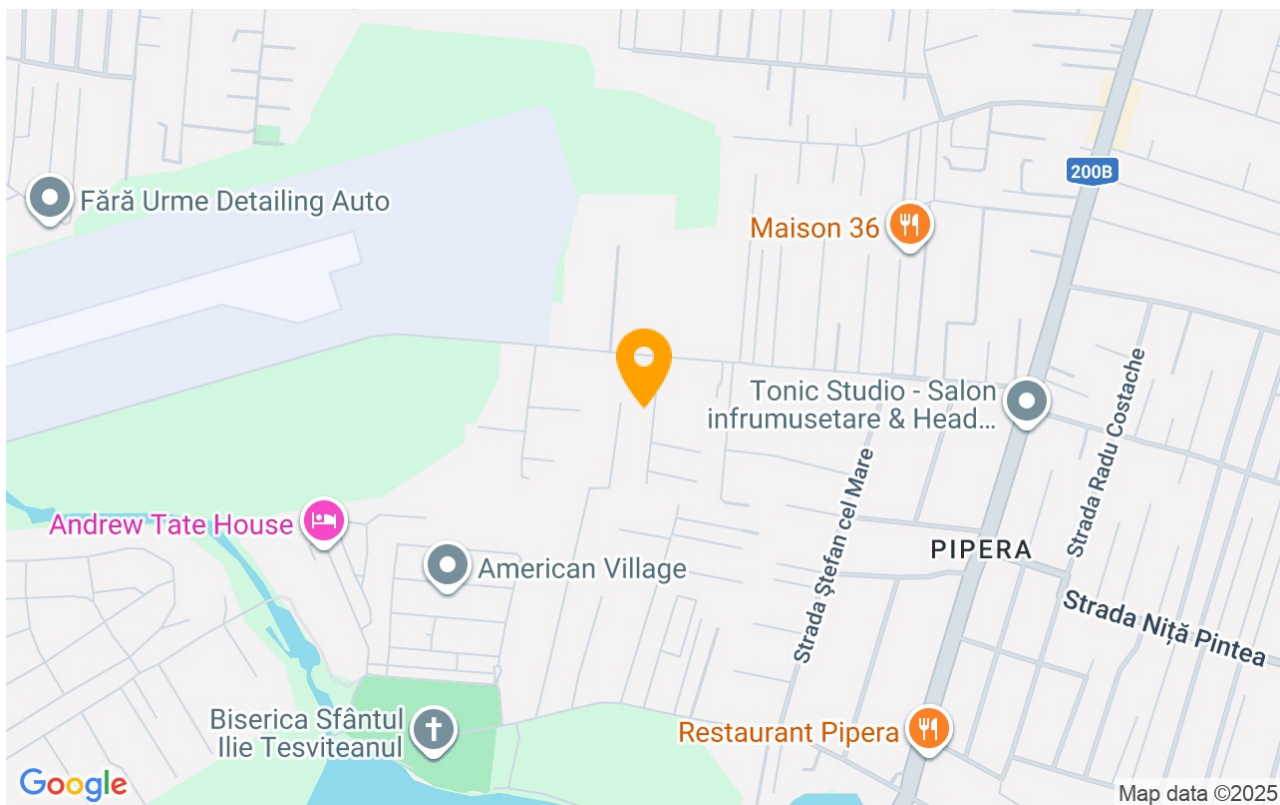 200B
Fără Urme Detailing Auto
Maison 36
Tonic Studio - Salon
infrumusetare & Head...
Strada Radu Costache
Strada Ștefan cel Mare
Andrew Tate House
PIPERA
American Village
Strada Niță Pintea
Biserica Sfântul
Ilie Tesviteanul
Restaurant Pipera
Google
Map data ©2025